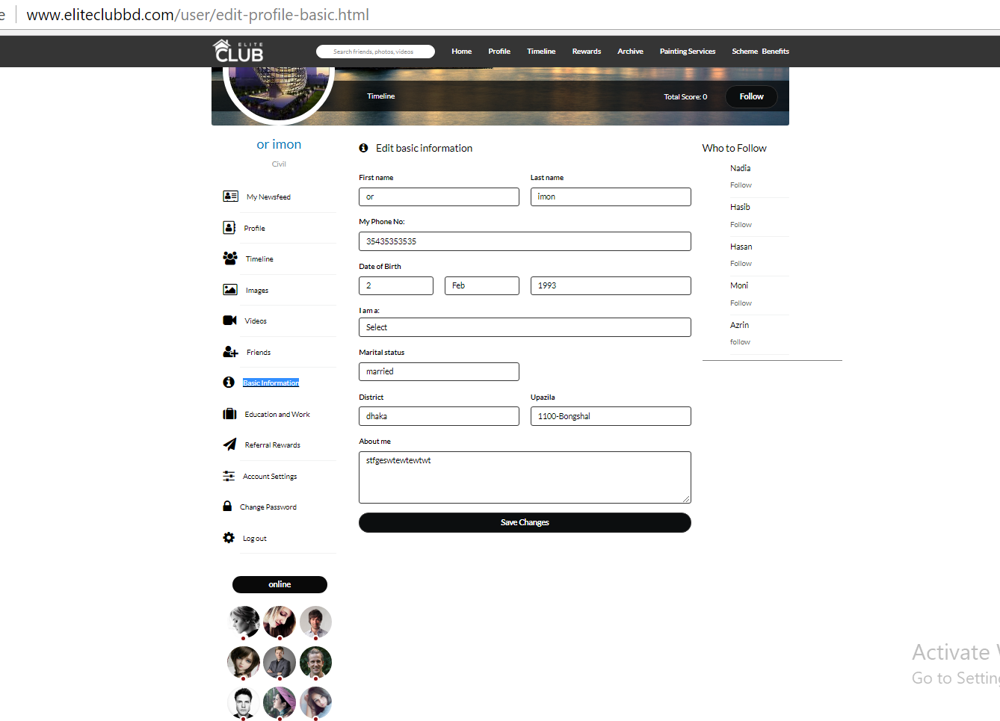 e www.eliteclubbd.com/user/edit-profile-basic.html
ELITE
CLUB
Search friends, photos, videos Home Profile Timeline Rewards Archive Painting Services Scheme Benefits
Timeline Total Score: 0 Follow
or imon
Civil
My Newsfeed
Profile
Timeline
Images
Videos
Friends
Basic Information
Education and Work
Referral Rewards
Account Settings
Change Password
Log out
online
Edit basic information
First name Last name
or imon
My Phone No:
35435353535
Date of Birth
2 Feb 1993
I am a:
Select
Marital status
married
District Upazila
dhaka 1100-Bongshal
About me
stfgeswtewtewtwt
Save Changes
Who to Follow
Nadia
Follow
Hasib
Follow
Hasan
Follow
Moni
Follow
Azrin
follow
Activate
Go to Setting